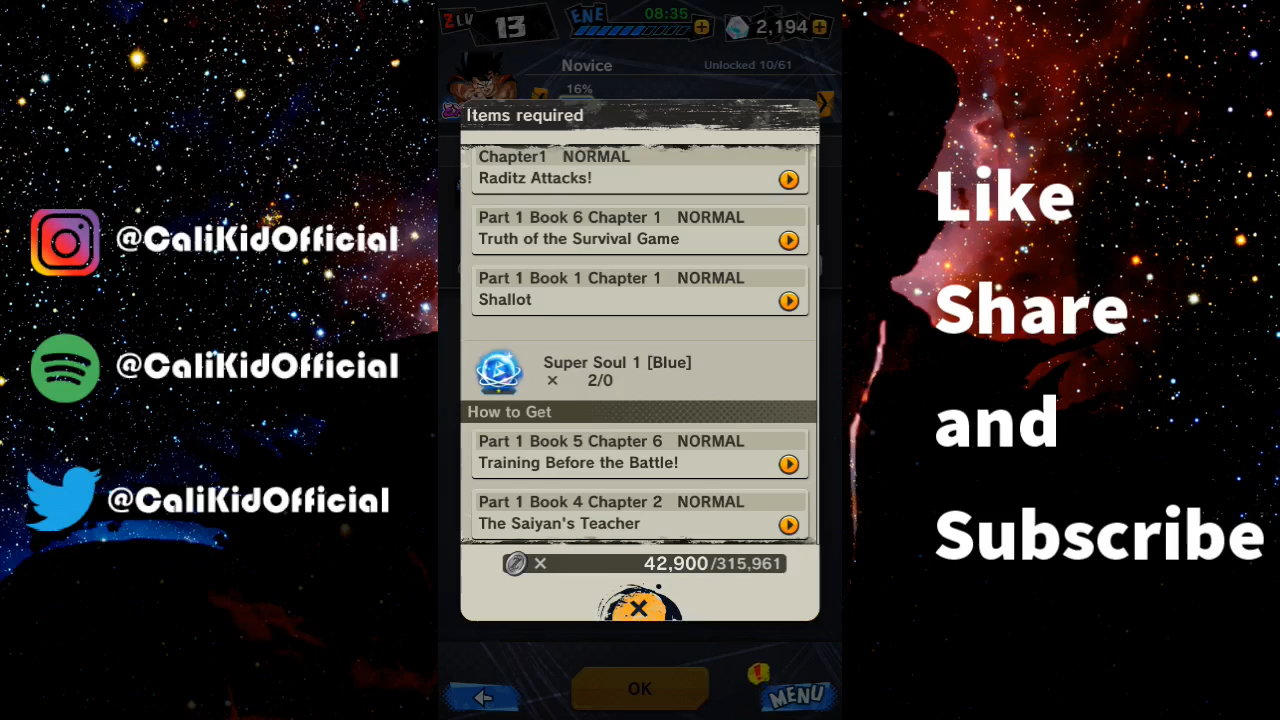 ZLV 13
ENE
08:35
2,194
Novice
Unlocked 10/61
16%
Items required
Chapter1 NORMAL
Raditz Attacks!
Part 1 Book 6 Chapter 1 NORMAL
Truth of the Survival Game
Part 1 Book 1 Chapter 1 NORMAL
Shallot
Super Soul 1 [Blue]
× 2/0
How to Get
Part 1 Book 5 Chapter 6 NORMAL
Training Before the Battle!
Part 1 Book 4 Chapter 2 NORMAL
The Saiyan's Teacher
× 42,900/315,961
OK
MENU
@CaliKidOfficial
@CaliKidOfficial
@CaliKidOfficial
Like
Share
and
Subscribe